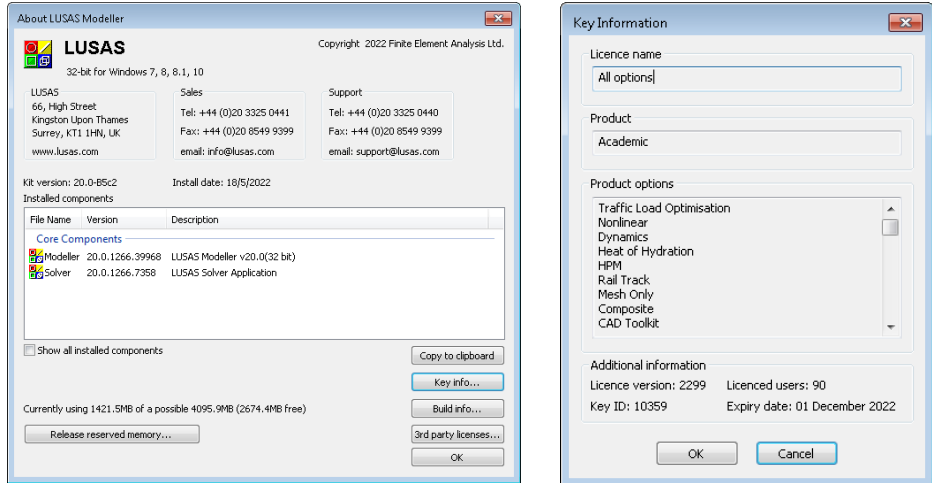 About LUSAS Modeller
LUSAS
Copyright 2022 Finite Element Analysis Ltd.
32-bit for Windows 7, 8, 8.1, 10
LUSAS
66, High Street
Kingston Upon Thames
Surrey, KT1 1HN, UK
www.lusas.com
Sales
Tel: +44 (0)20 3325 0441
Fax: +44 (0)20 8549 9399
email: info@lusas.com
Support
Tel: +44 (0)20 3325 0440
Fax: +44 (0)20 8549 9399
email: support@lusas.com
Kit version: 20.0-B5c2 Install date: 18/5/2022
Installed components
File Name Version Description
Core Components
Modeller 20.0.1266.39968 LUSAS Modeller v20.0(32 bit)
Solver 20.0.1266.7358 LUSAS Solver Application
Show all installed components
Copy to clipboard
Key info...
Currently using 1421.5MB of a possible 4095.9MB (2674.4MB free)
Build info...
Release reserved memory...
3rd party licenses...
OK
Key Information
Licence name
All options
Product
Academic
Product options
Traffic Load Optimisation
Nonlinear
Dynamics
Heat of Hydration
HPM
Rail Track
Mesh Only
Composite
CAD Toolkit
Additional information
Licence version: 2299 Licenced users: 90
Key ID: 10359 Expiry date: 01 December 2022
OK Cancel